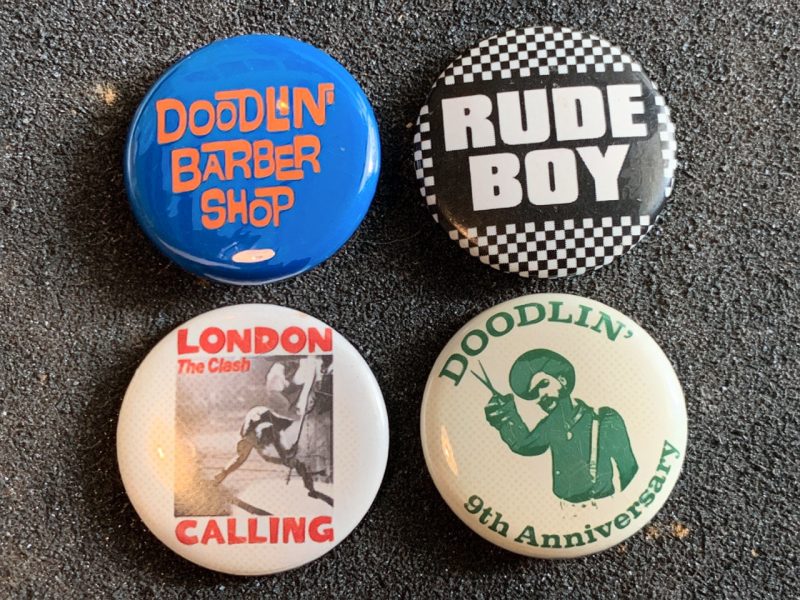 DOODLIN'
BARBER
SHOP
RUDE
BOY
LONDON
The Clash
CALLING
DOODLIN'
9th Anniversary